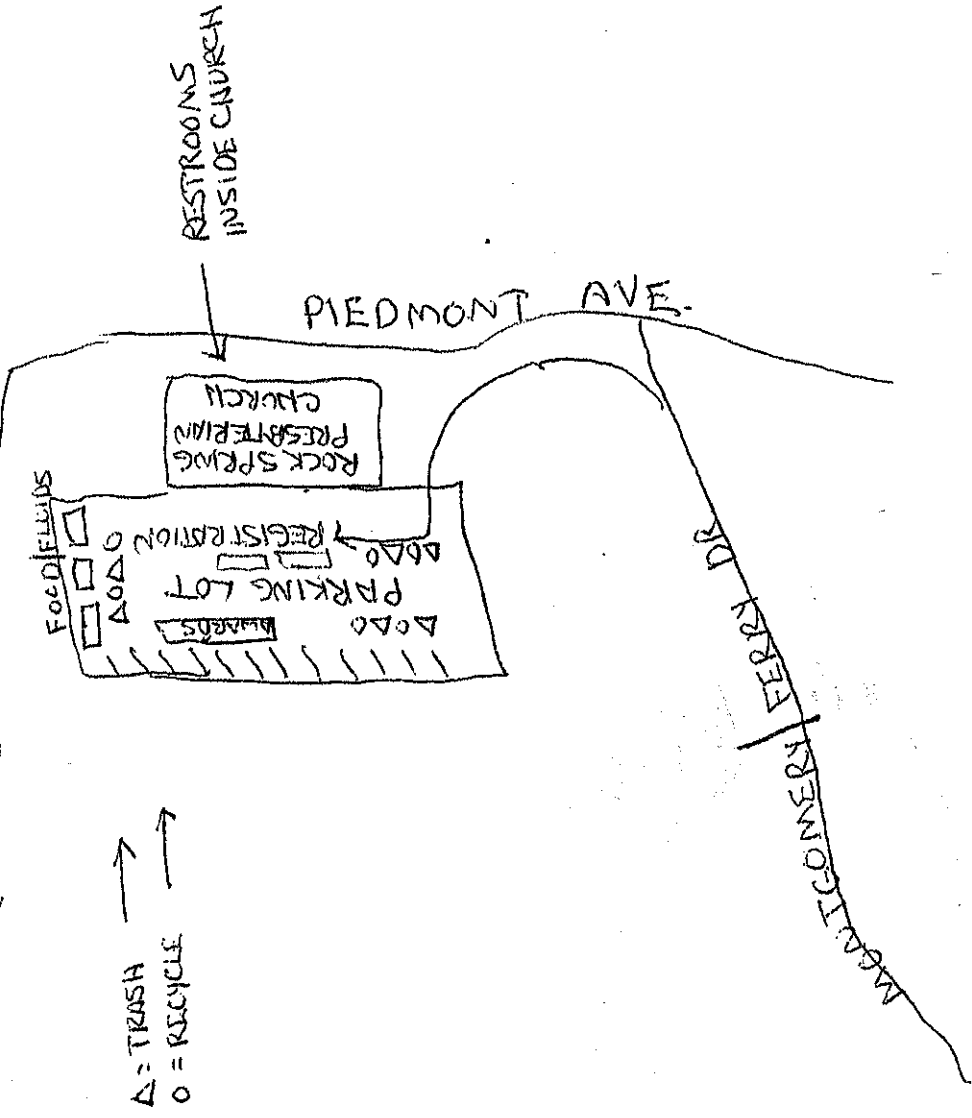 RESTROOMS
INSIDE CHURCH
PIEDMONT AVE.
ROCK SPRING
PRESBYTERIAN
CHURCH
FOOD/FLUIDS
△O△O
REGISTRATION
△O△O
PARKING LOT
AWARDS
△O△O
MONTGOMERY FERRY DR
△ = TRASH
O = RECYCLE